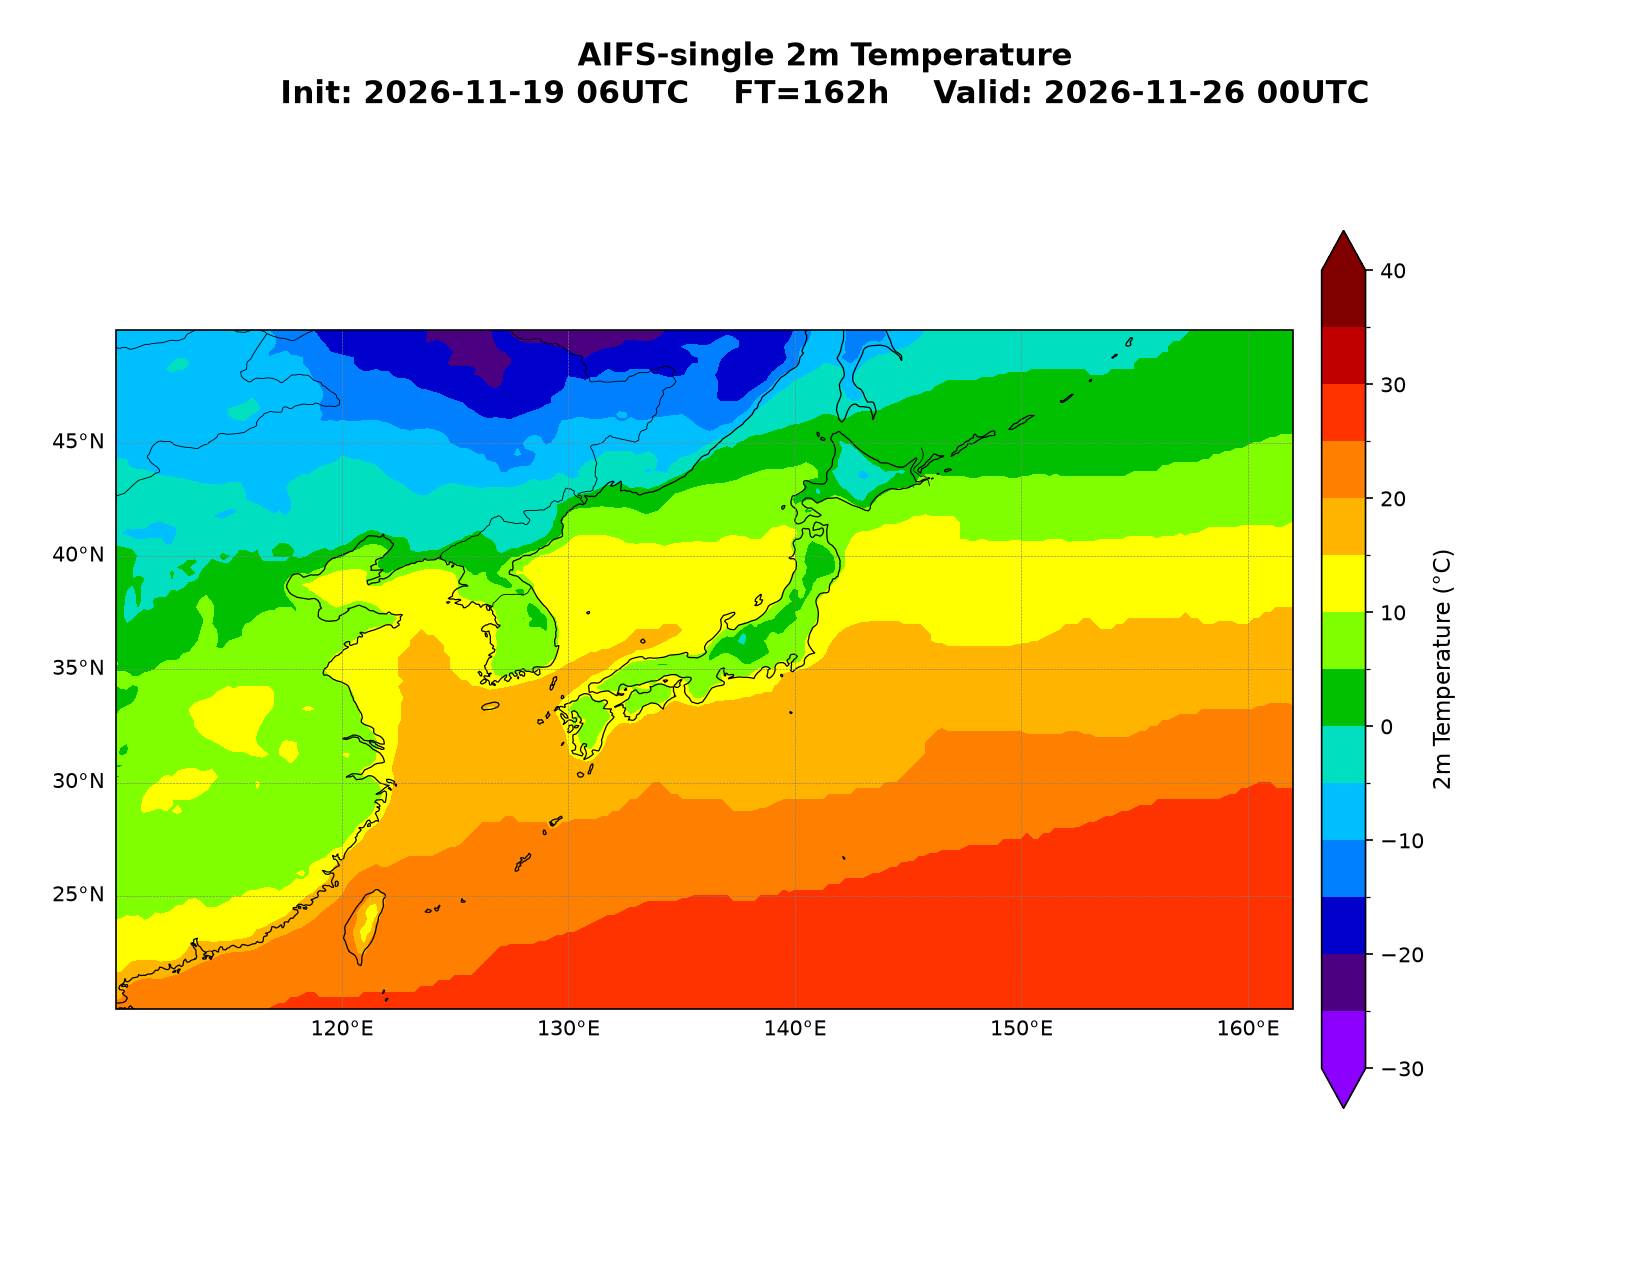 AIFS-single 2m Temperature
Init: 2026-11-19 06UTC    FT=162h    Valid: 2026-11-26 00UTC
45°N
40°N
35°N
30°N
25°N
120°E
130°E
140°E
150°E
160°E
40
30
20
10
0
−10
−20
−30
2m Temperature (°C)